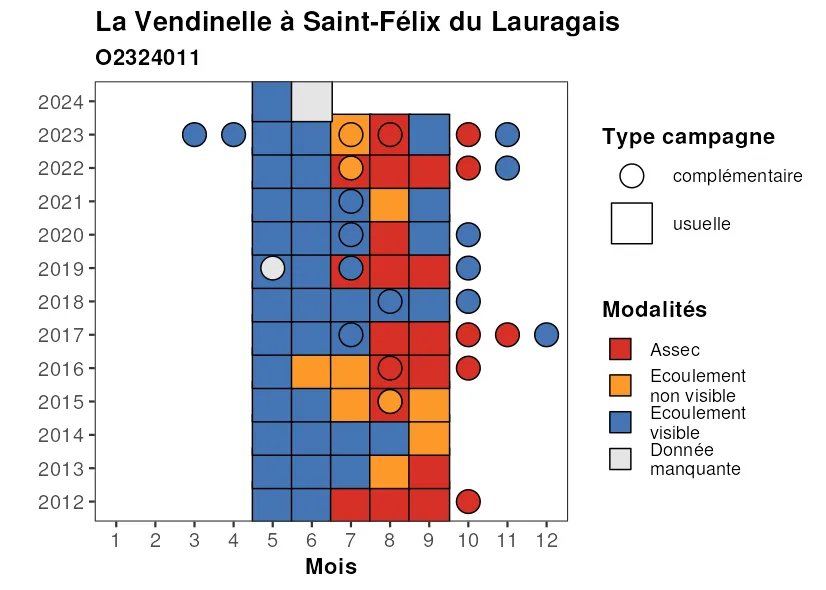 La Vendinelle à Saint-Félix du Lauragais
O2324011
2024
2023
2022
2021
2020
2019
2018
2017
2016
2015
2014
2013
2012
1 2 3 4 5 6 7 8 9 10 11 12
Mois
Type campagne
complémentaire
usuelle
Modalités
Assec
Ecoulement
non visible
Ecoulement
visible
Donnée
manquante